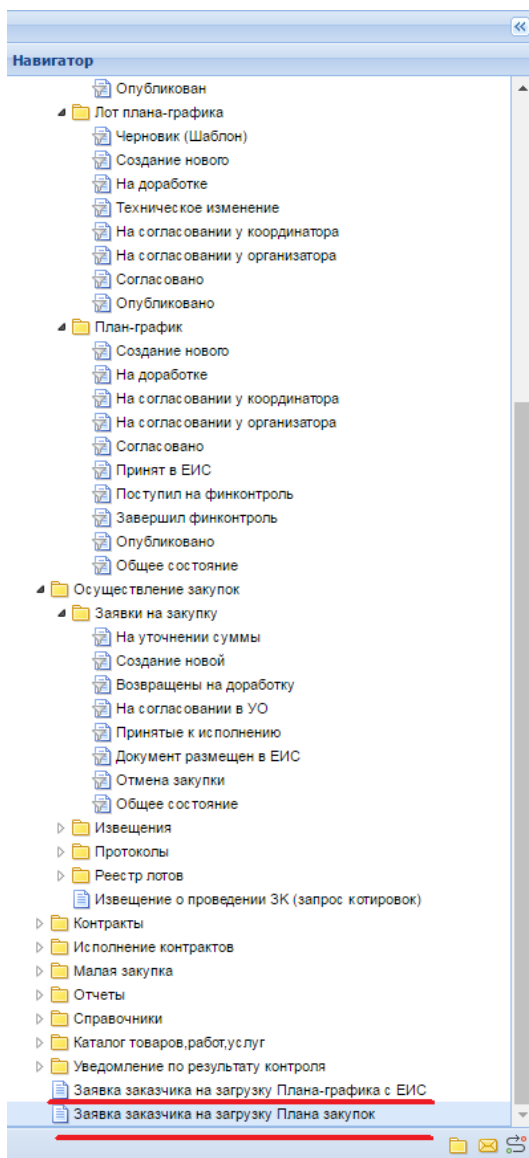 Навигатор
Опубликован
Лот плана-графика
Черновик (Шаблон)
Создание нового
На доработке
Техническое изменение
На согласовании у координатора
На согласовании у организатора
Согласовано
Опубликовано
План-график
Создание нового
На доработке
На согласовании у координатора
На согласовании у организатора
Согласовано
Принят в ЕИС
Поступил на финконтроль
Завершил финконтроль
Опубликовано
Общее состояние
Осуществление закупок
Заявки на закупку
На уточнении суммы
Создание новой
Возвращены на доработку
На согласовании в УО
Принятые к исполнению
Документ размещен в ЕИС
Отмена закупки
Общее состояние
Извещения
Протоколы
Реестр лотов
Извещение о проведении ЗК (запрос котировок)
Контракты
Исполнение контрактов
Малая закупка
Отчеты
Справочники
Каталог товаров,работ,услуг
Уведомление по результату контроля
Заявка заказчика на загрузку Плана-графика с ЕИС
Заявка заказчика на загрузку Плана закупок